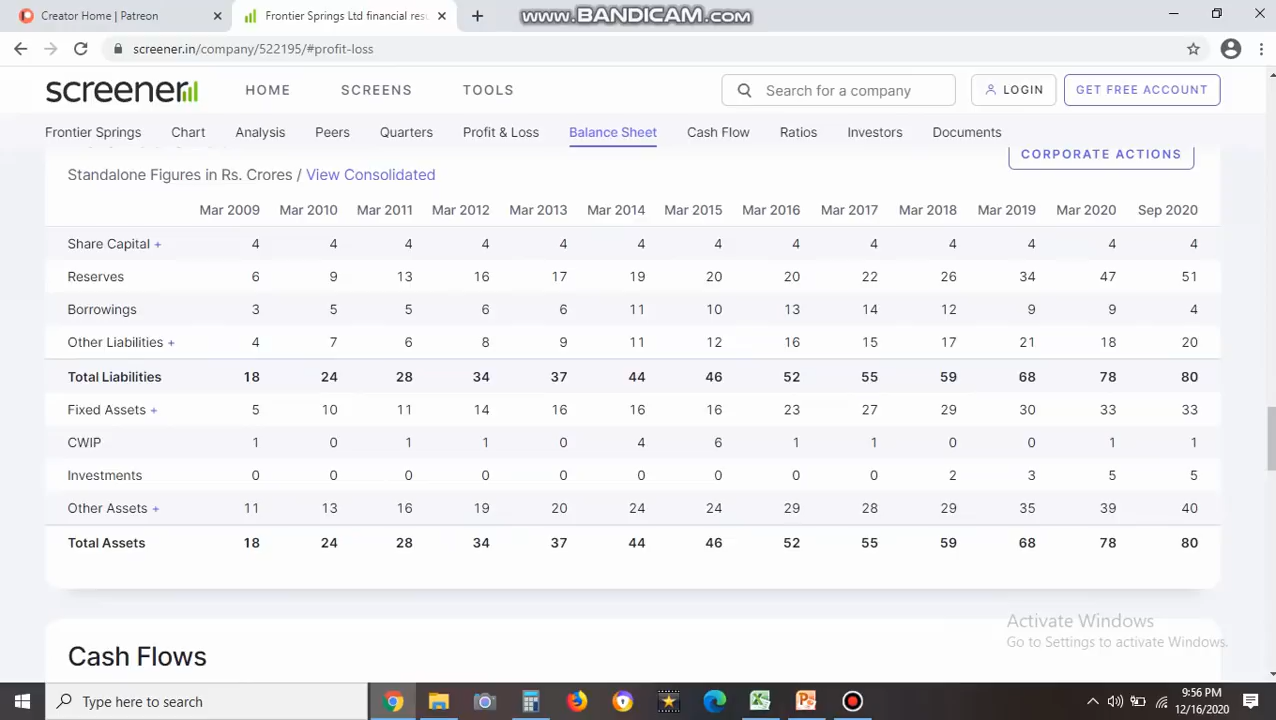 Creator Home | Patreon
Frontier Springs Ltd financial resu
www.BANDICAM.com
screener.in/company/522195/#profit-loss
screener HOME SCREENS TOOLS Search for a company LOGIN GET FREE ACCOUNT
Frontier Springs Chart Analysis Peers Quarters Profit & Loss Balance Sheet Cash Flow Ratios Investors Documents
CORPORATE ACTIONS
Standalone Figures in Rs. Crores / View Consolidated
Mar 2009 Mar 2010 Mar 2011 Mar 2012 Mar 2013 Mar 2014 Mar 2015 Mar 2016 Mar 2017 Mar 2018 Mar 2019 Mar 2020 Sep 2020
Share Capital + 4 4 4 4 4 4 4 4 4 4 4 4 4
Reserves 6 9 13 16 17 19 20 20 22 26 34 47 51
Borrowings 3 5 5 6 6 11 10 13 14 12 9 9 4
Other Liabilities + 4 7 6 8 9 11 12 16 15 17 21 18 20
Total Liabilities 18 24 28 34 37 44 46 52 55 59 68 78 80
Fixed Assets + 5 10 11 14 16 16 16 23 27 29 30 33 33
CWIP 1 0 1 1 0 4 6 1 1 0 0 1 1
Investments 0 0 0 0 0 0 0 0 0 2 3 5 5
Other Assets + 11 13 16 19 20 24 24 29 28 29 35 39 40
Total Assets 18 24 28 34 37 44 46 52 55 59 68 78 80
Cash Flows
Activate Windows
Go to Settings to activate Windows.
Type here to search
9:56 PM
12/16/2020